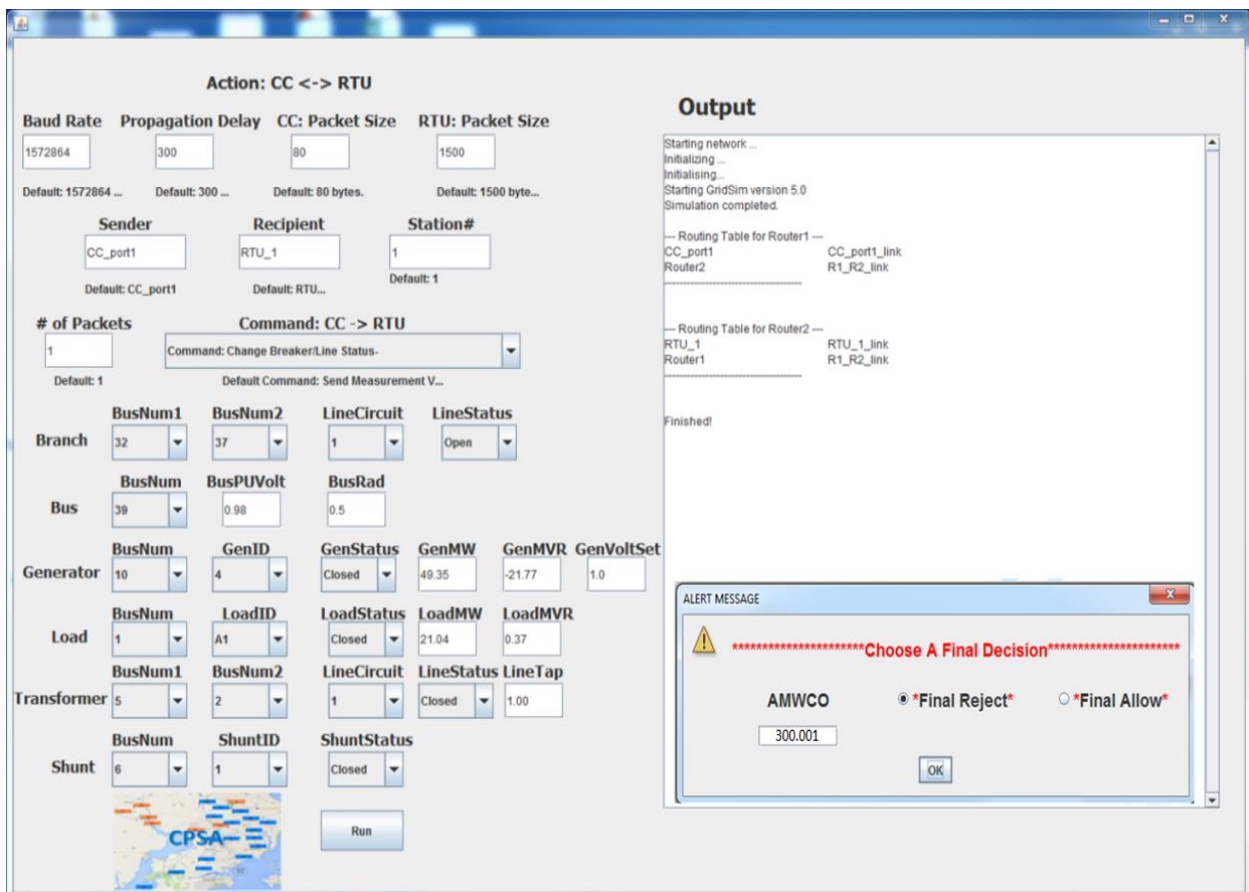 Action: CC <-> RTU
Baud Rate Propagation Delay CC: Packet Size RTU: Packet Size
1572864 300 80 1500
Default: 1572864 ... Default: 300 ... Default: 80 bytes. Default: 1500 byte...
Sender Recipient Station#
CC_port1 RTU_1 1
Default: CC_port1 Default: RTU... Default: 1
# of Packets Command: CC -> RTU
1 Command: Change Breaker/Line Status-
Default: 1 Default Command: Send Measurement V...
BusNum1 BusNum2 LineCircuit LineStatus
Branch 32 37 1 Open
BusNum BusPUVolt BusRad
Bus 39 0.98 0.5
BusNum GenID GenStatus GenMW GenMVR GenVoltSet
Generator 10 4 Closed 49.35 -21.77 1.0
BusNum LoadID LoadStatus LoadMW LoadMVR
Load 1 A1 Closed 21.04 0.37
BusNum1 BusNum2 LineCircuit LineStatus LineTap
Transformer 5 2 1 Closed 1.00
BusNum ShuntID ShuntStatus
Shunt 6 1 Closed
CPSA
Run
Output
Starting network ...
Initializing ...
Initialising...
Starting GridSim version 5.0
Simulation completed.
--- Routing Table for Router1 ---
CC_port1 CC_port1_link
Router2 R1_R2_link
-------------------------------------------
--- Routing Table for Router2 ---
RTU_1 RTU_1_link
Router1 R1_R2_link
-------------------------------------------
Finished!
ALERT MESSAGE
**********************Choose A Final Decision**********************
AMWCO *Final Reject* *Final Allow*
300.001
OK